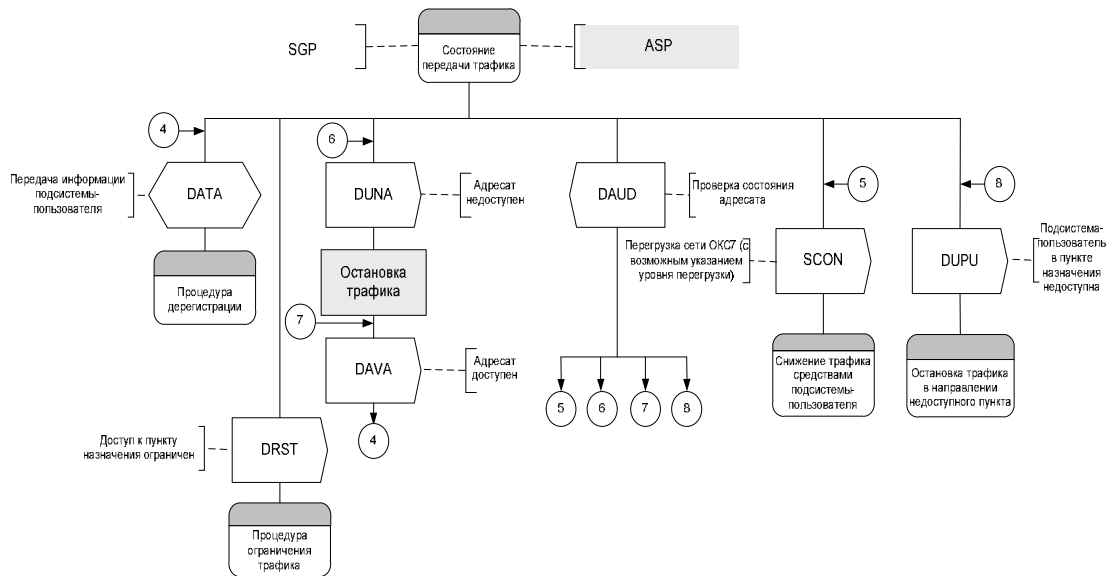 SGP
Состояние
передачи трафика
ASP
4
6
5
8
Передача информации
подсистемы-
пользователя
DATA
DUNA
Адресат
недоступен
DAUD
Проверка состояния
адресата
Перегрузка сети ОКС7 (с
возможным указанием
уровня перегрузки)
SCON
DUPU
Подсистема-
пользователь
в пункте
назначения
недоступна
Процедура
дерегистрации
Остановка
трафика
7
DAVA
Адресат
доступен
Снижение трафика
средствами
подсистемы-
пользователя
Остановка трафика
в направлении
недоступного пункта
5
6
7
8
4
Доступ к пункту
назначения ограничен
DRST
Процедура
ограничения
трафика